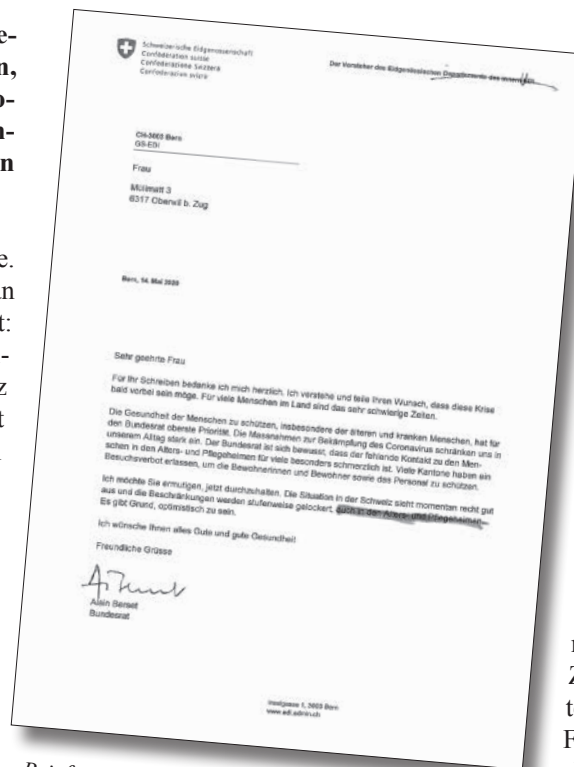 e-
n,
o-
n-
n
e.
n
t:
-
z
t
Schweizerische Eidgenossenschaft
Confédération suisse
Confederazione Svizzera
Confederaziun svizra
Der Vorsteher des Eidgenössischen Departements des Innern
CH-3003 Bern
GS-EDI
Frau
6317 Oberwil b. Zug
Bern, 14. Mai 2020
Sehr geehrte Frau
Für Ihr Schreiben bedanke ich mich herzlich. Ich verstehe und teile Ihren Wunsch, dass diese Krise
bald vorbei sein möge. Für viele Menschen im Land sind das sehr schwierige Zeiten.
Die Gesundheit der Menschen zu schützen, insbesondere der älteren und kranken Menschen, hat für
den Bundesrat oberste Priorität. Die Massnahmen zur Bekämpfung des Coronavirus schränken uns in
unserem Alltag stark ein. Der Bundesrat ist sich bewusst, dass der fehlende Kontakt zu den Men-
schen in den Alters- und Pflegeheimen für viele besonders schmerzlich ist. Viele Kantone haben ein
Besuchsverbot erlassen, um die Bewohnerinnen und Bewohner sowie das Personal zu schützen.
Ich möchte Sie ermutigen, jetzt durchzuhalten. Die Situation in der Schweiz sieht momentan recht gut
aus und die Beschränkungen werden stufenweise gelockert, auch in den Alters- und Pflegeheimen.
Es gibt Grund, optimistisch zu sein.
Ich wünsche Ihnen alles Gute und gute Gesundheit
Freundliche Grüsse
Alain Berset
Bundesrat
Inselgasse 1, 3003 Bern
www.edi.admin.ch
Z
t
F